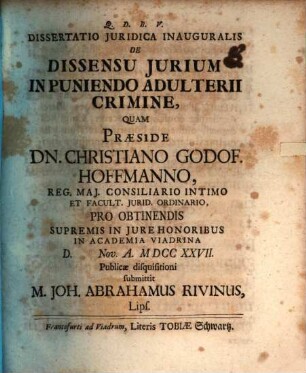 Q. D. B. V.
DISSERTATIO JURIDICA INAUGURALIS
DE
DISSENSU JURIUM
IN PUNIENDO ADULTERII
CRIMINE,
QUAM
PRÆSIDE
DN. CHRISTIANO GODOF.
HOFFMANNO,
REG. MAJ. CONSILIARIO INTIMO
ET FACULT. JURID. ORDINARIO,
PRO OBTINENDIS
SUPREMIS IN JURE HONORIBUS
IN ACADEMIA VIADRINA
D. Nov. A. MDCC XXVII.
Publicæ disquisitioni
submittit
M. JOH. ABRAHAMUS RIVINUS,
Lips.
Francofurti ad Viadrum, Literis TOBIÆ Schwartz.